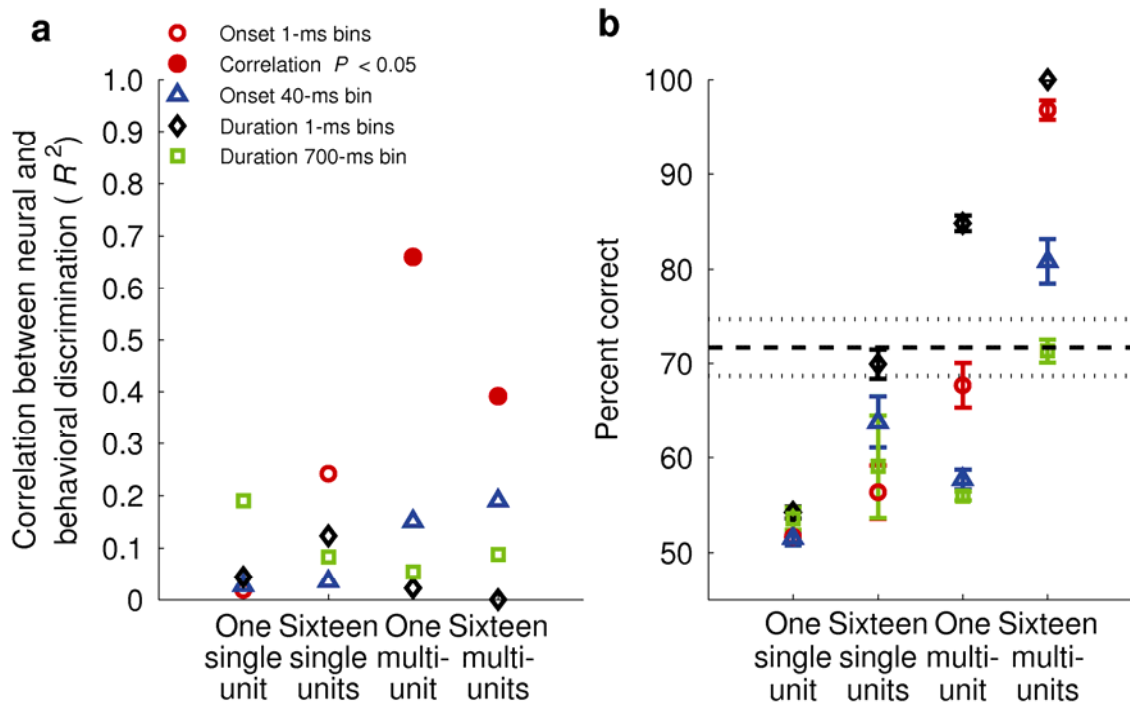 a
Onset 1-ms bins
Correlation P < 0.05
Onset 40-ms bin
Duration 1-ms bins
Duration 700-ms bin
Correlation between neural and
behavioral discrimination ( R² )
1.0
0.9
0.8
0.7
0.6
0.5
0.4
0.3
0.2
0.1
0
One Sixteen One Sixteen
single single multi- multi-
unit units unit units
b
Percent correct
100
90
80
70
60
50
One Sixteen One Sixteen
single single multi- multi-
unit units unit units